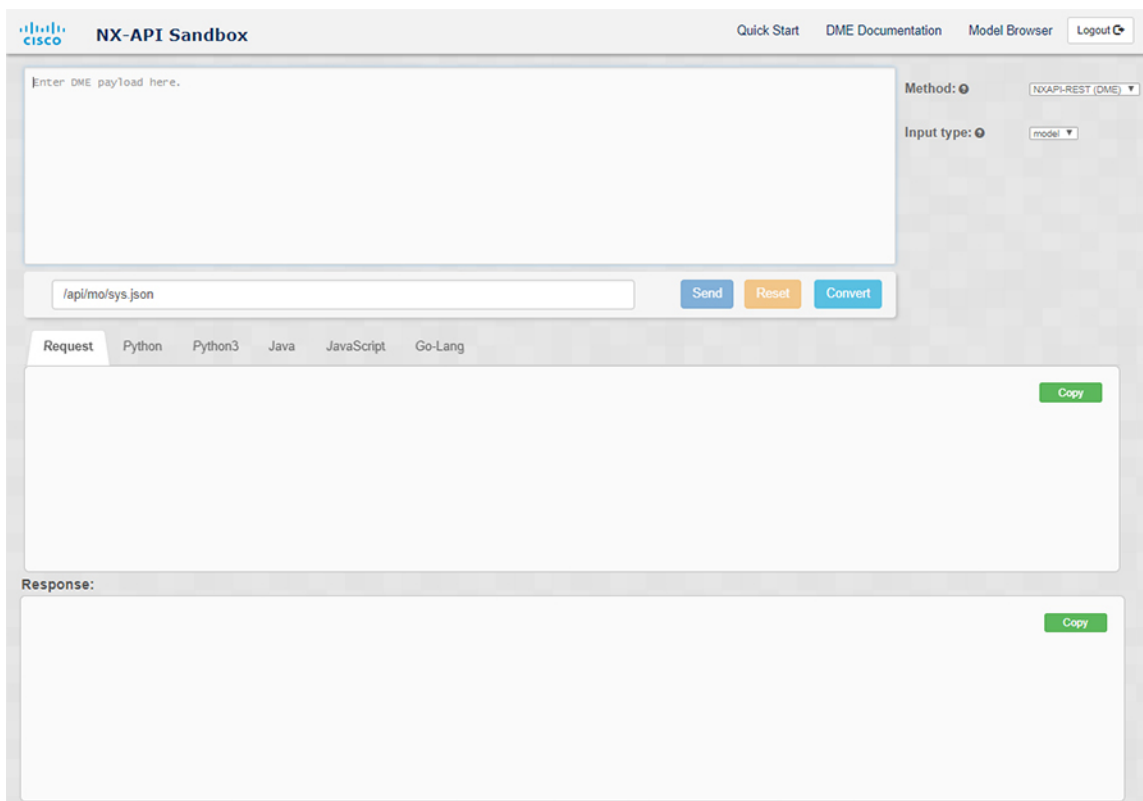 CISCO NX-API Sandbox Quick Start DME Documentation Model Browser Logout
Enter DME payload here.
Method: NXAPI-REST (DME)
Input type: model
/api/mo/sys.json Send Reset Convert
Request Python Python3 Java JavaScript Go-Lang
Copy
Response:
Copy